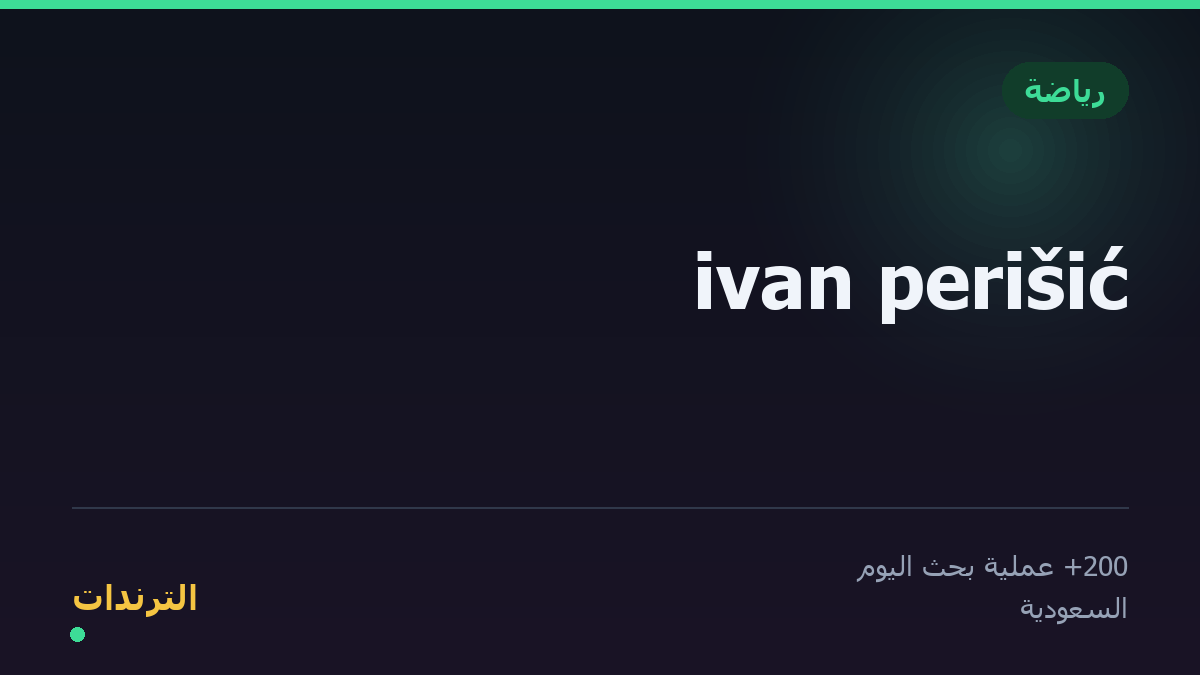 رياضة
ivan perišić
200+ عملية بحث اليوم
السعودية
الترندات